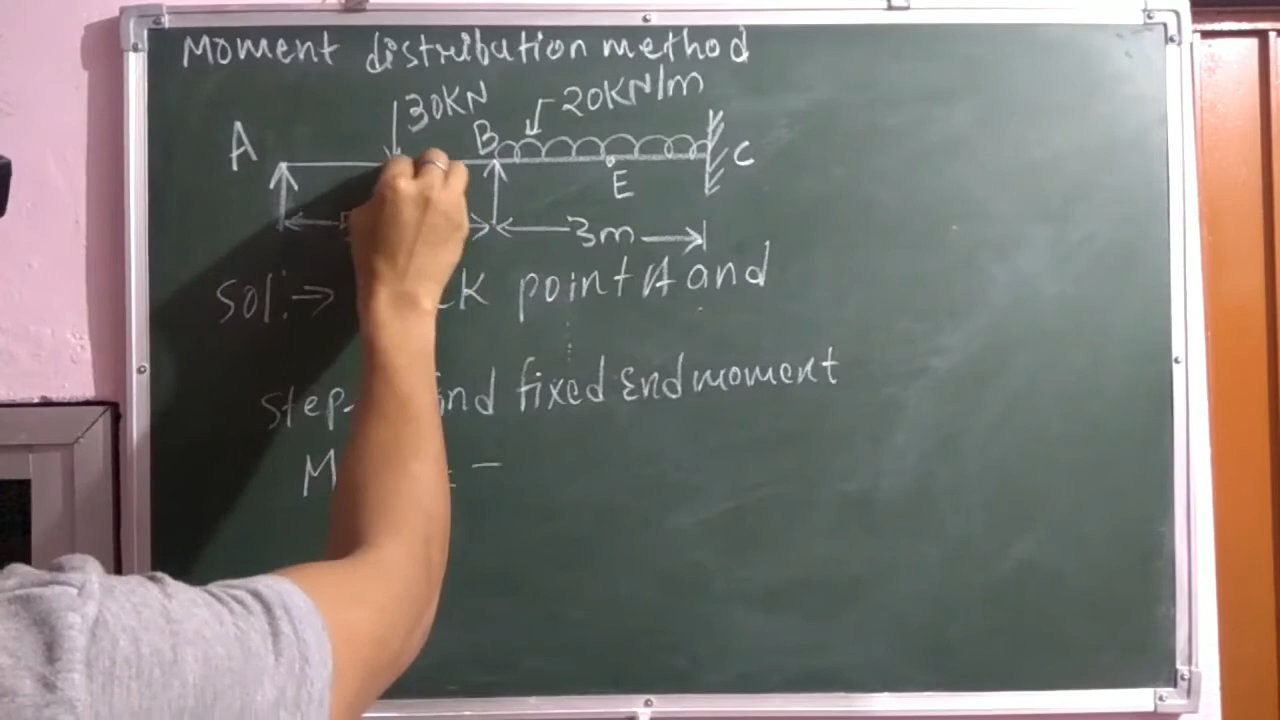 Moment distribution method
30KN
20KN/m
A
B
C
E
3m
Sol:→ point A and
step- fixed End moment
M = -